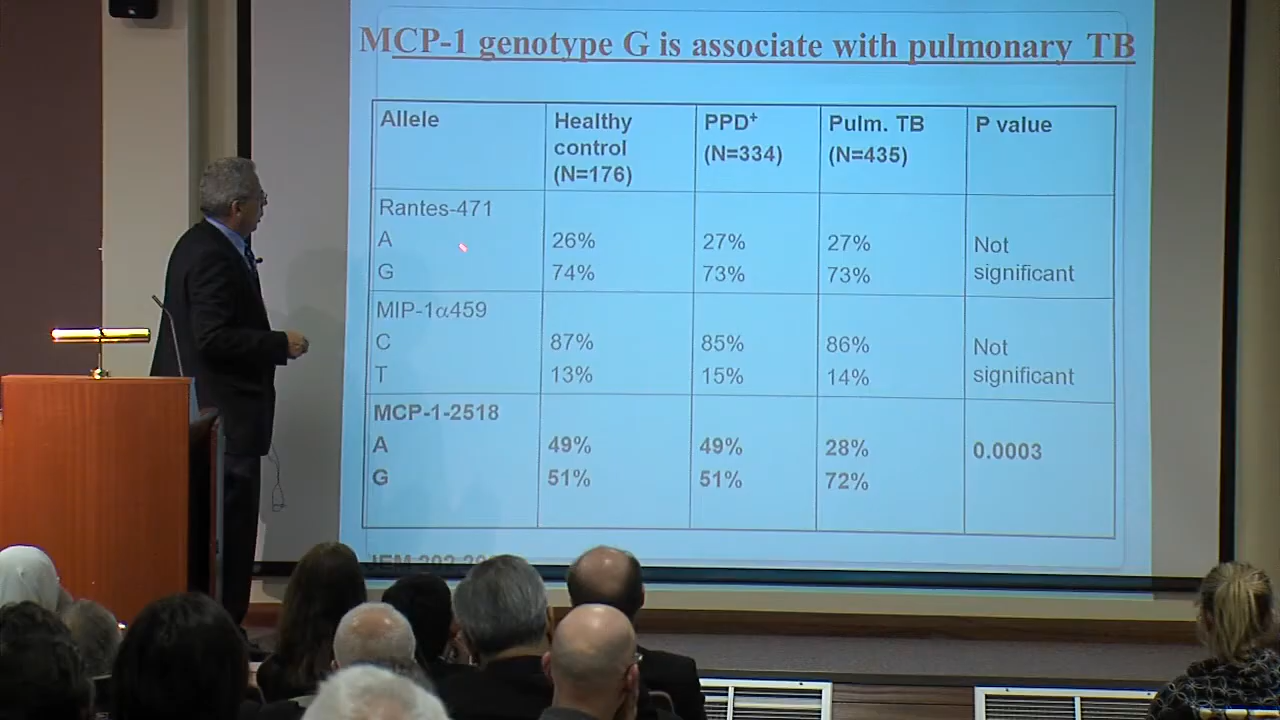 MCP-1 genotype G is associate with pulmonary TB
Allele Healthy control (N=176) PPD+ (N=334) Pulm. TB (N=435) P value
Rantes-471
A 26% 27% 27% Not significant
G 74% 73% 73%
MIP-1α459
C 87% 85% 86% Not significant
T 13% 15% 14%
MCP-1-2518
A 49% 49% 28% 0.0003
G 51% 51% 72%